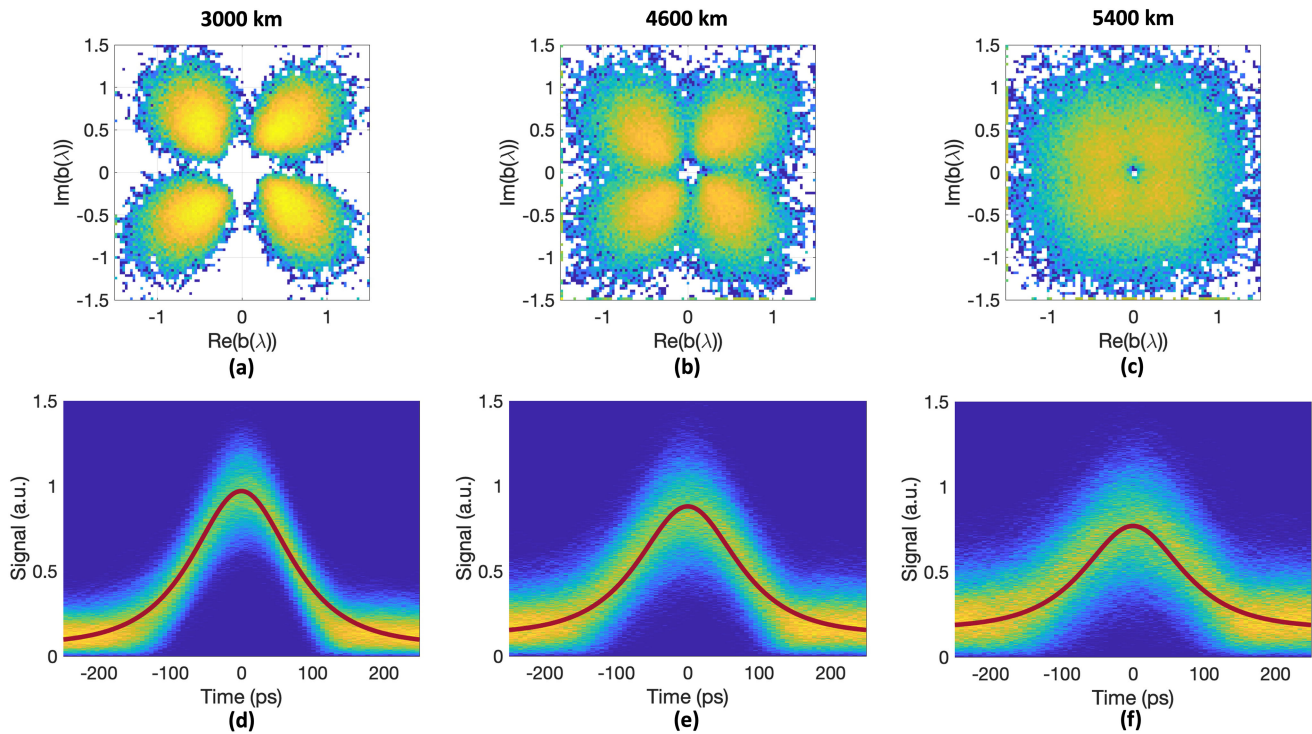 3000 km 4600 km 5400 km
1.5 1.5 1.5
1 1 1
0.5 0.5 0.5
0 0 0
-0.5 -0.5 -0.5
-1 -1 -1
-1.5 -1.5 -1.5
Im(b(λ)) Im(b(λ)) Im(b(λ))
-1 0 1 -1 0 1 -1 0 1
Re(b(λ)) Re(b(λ)) Re(b(λ))
(a) (b) (c)
1.5 1.5 1.5
1 1 1
0.5 0.5 0.5
0 0 0
Signal (a.u.) Signal (a.u.) Signal (a.u.)
-200 -100 0 100 200 -200 -100 0 100 200 -200 -100 0 100 200
Time (ps) Time (ps) Time (ps)
(d) (e) (f)